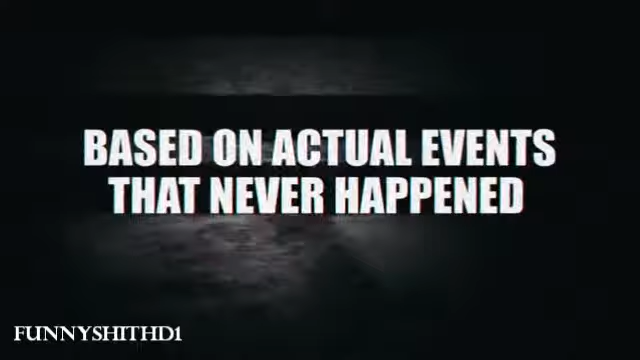 BASED ON ACTUAL EVENTS
THAT NEVER HAPPENED
FUNNYSHITHD1